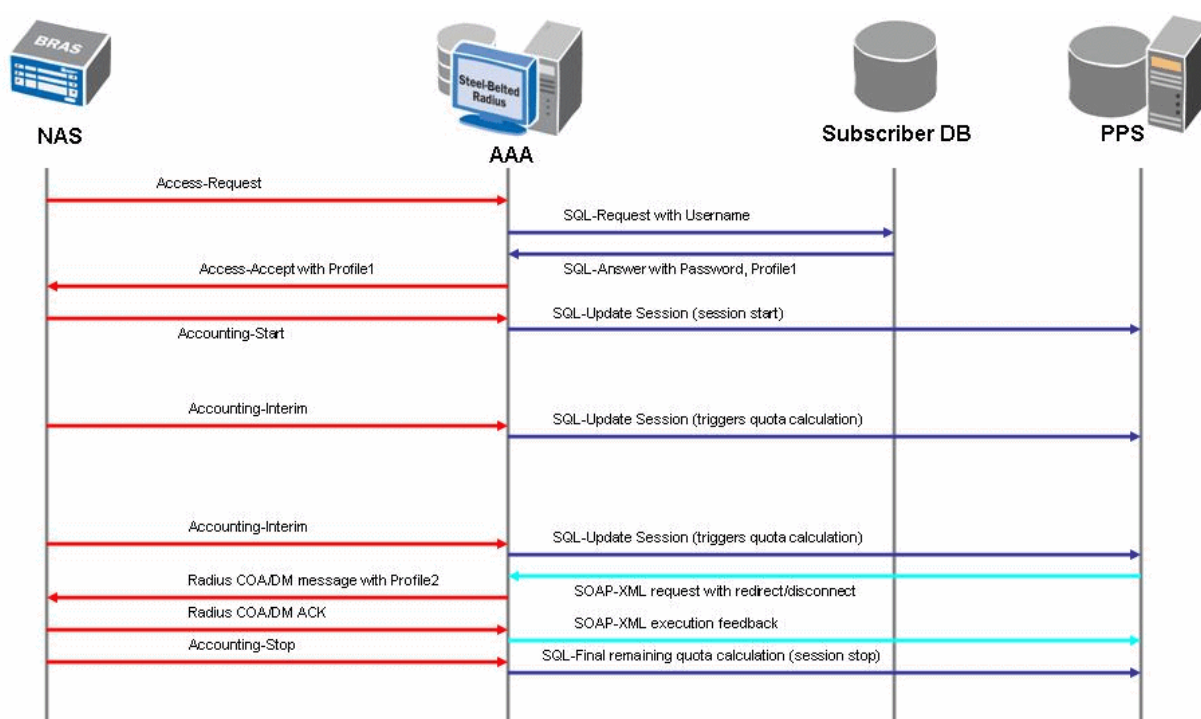 BRAS
Steel-Belted
Radius
NAS
AAA
Subscriber DB
PPS
Access-Request
SQL-Request with Username
Access-Accept with Profile1
SQL-Answer with Password, Profile1
Accounting-Start
SQL-Update Session (session start)
Accounting-Interim
SQL-Update Session (triggers quota calculation)
Accounting-Interim
SQL-Update Session (triggers quota calculation)
Radius COA/DM message with Profile2
SOAP-XML request with redirect/disconnect
Radius COA/DM ACK
SOAP-XML execution feedback
Accounting-Stop
SQL-Final remaining quota calculation (session stop)